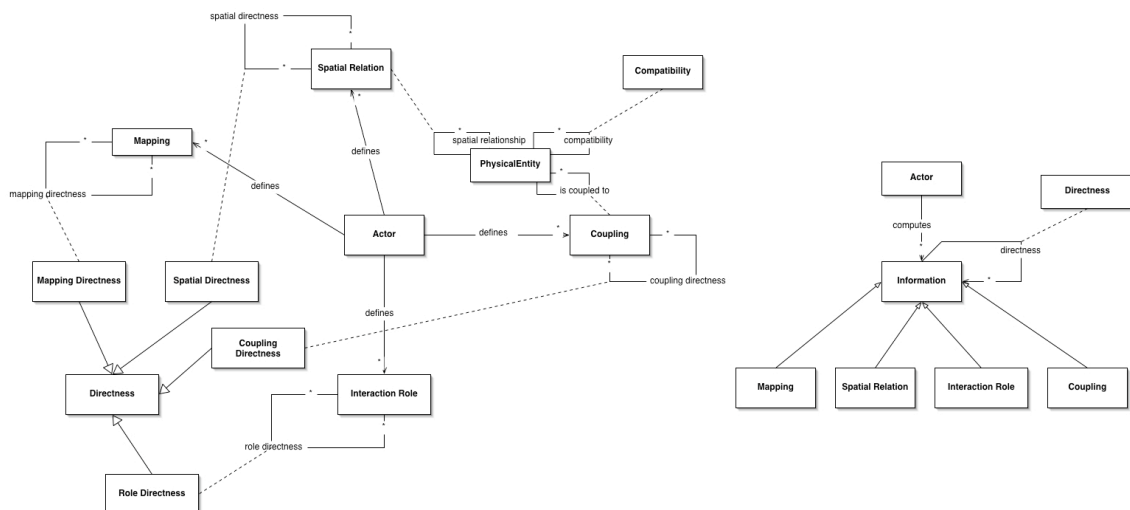 spatial directness
*
*
Spatial Relation
*
Compatibility
*
*
spatial relationship
compatibility
PhysicalEntity
*
is coupled to
*
Mapping
*
*
mapping directness
defines
defines
Actor
defines
*
Coupling
*
*
coupling directness
Mapping Directness
Spatial Directness
defines
Coupling
Directness
*
Directness
Interaction Role
*
*
role directness
Role Directness
Actor
Directness
computes
*
directness
Information
*
Mapping
Spatial Relation
Interaction Role
Coupling